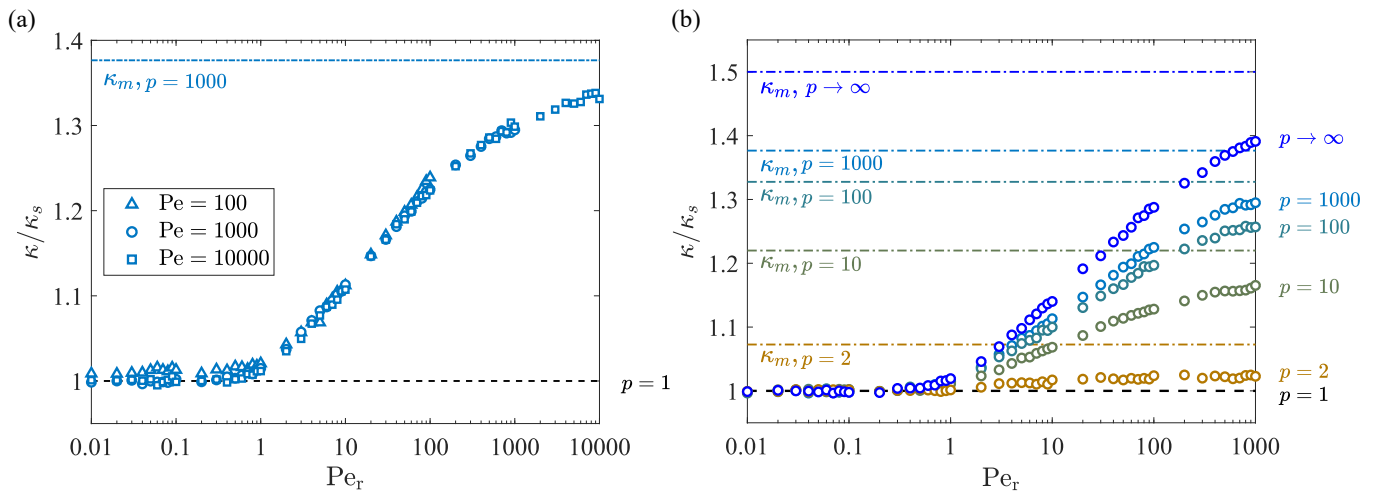 (a)
κ/κs
1.4
1.3
1.2
1.1
1
κm, p = 1000
Pe = 100
Pe = 1000
Pe = 10000
p = 1
0.01
0.1
1
10
100
1000
10000
Per
(b)
κ/κs
1.5
1.4
1.3
1.2
1.1
1
κm, p → ∞
κm, p = 1000
κm, p = 100
κm, p = 10
κm, p = 2
p → ∞
p = 1000
p = 100
p = 10
p = 2
p = 1
0.01
0.1
1
10
100
1000
Per